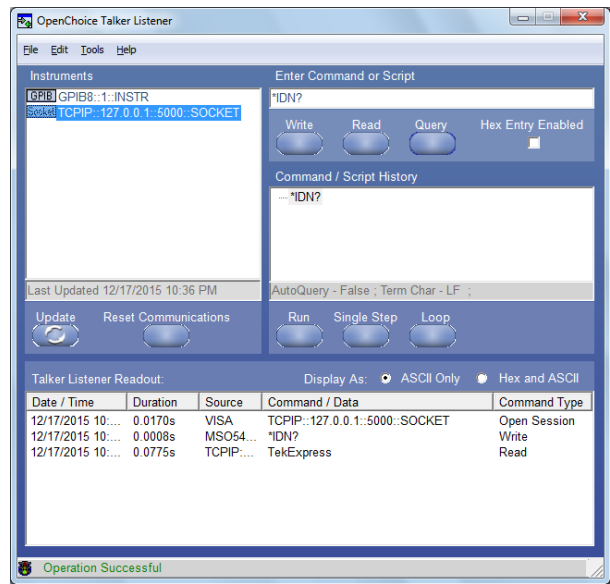 OpenChoice Talker Listener
File Edit Tools Help
Instruments
GPIB GPIB8::1::INSTR
Socket TCPIP::127.0.0.1::5000::SOCKET
Last Updated 12/17/2015 10:36 PM
Update Reset Communications
Enter Command or Script
*IDN?
Write Read Query Hex Entry Enabled
Command / Script History
*IDN?
AutoQuery - False ; Term Char - LF ;
Run Single Step Loop
Talker Listener Readout: Display As: ASCII Only Hex and ASCII
Date / Time Duration Source Command / Data Command Type
12/17/2015 10:... 0.0170s VISA TCPIP::127.0.0.1::5000::SOCKET Open Session
12/17/2015 10:... 0.0008s MSO54... *IDN? Write
12/17/2015 10:... 0.0775s TCPIP:... TekExpress Read
Operation Successful